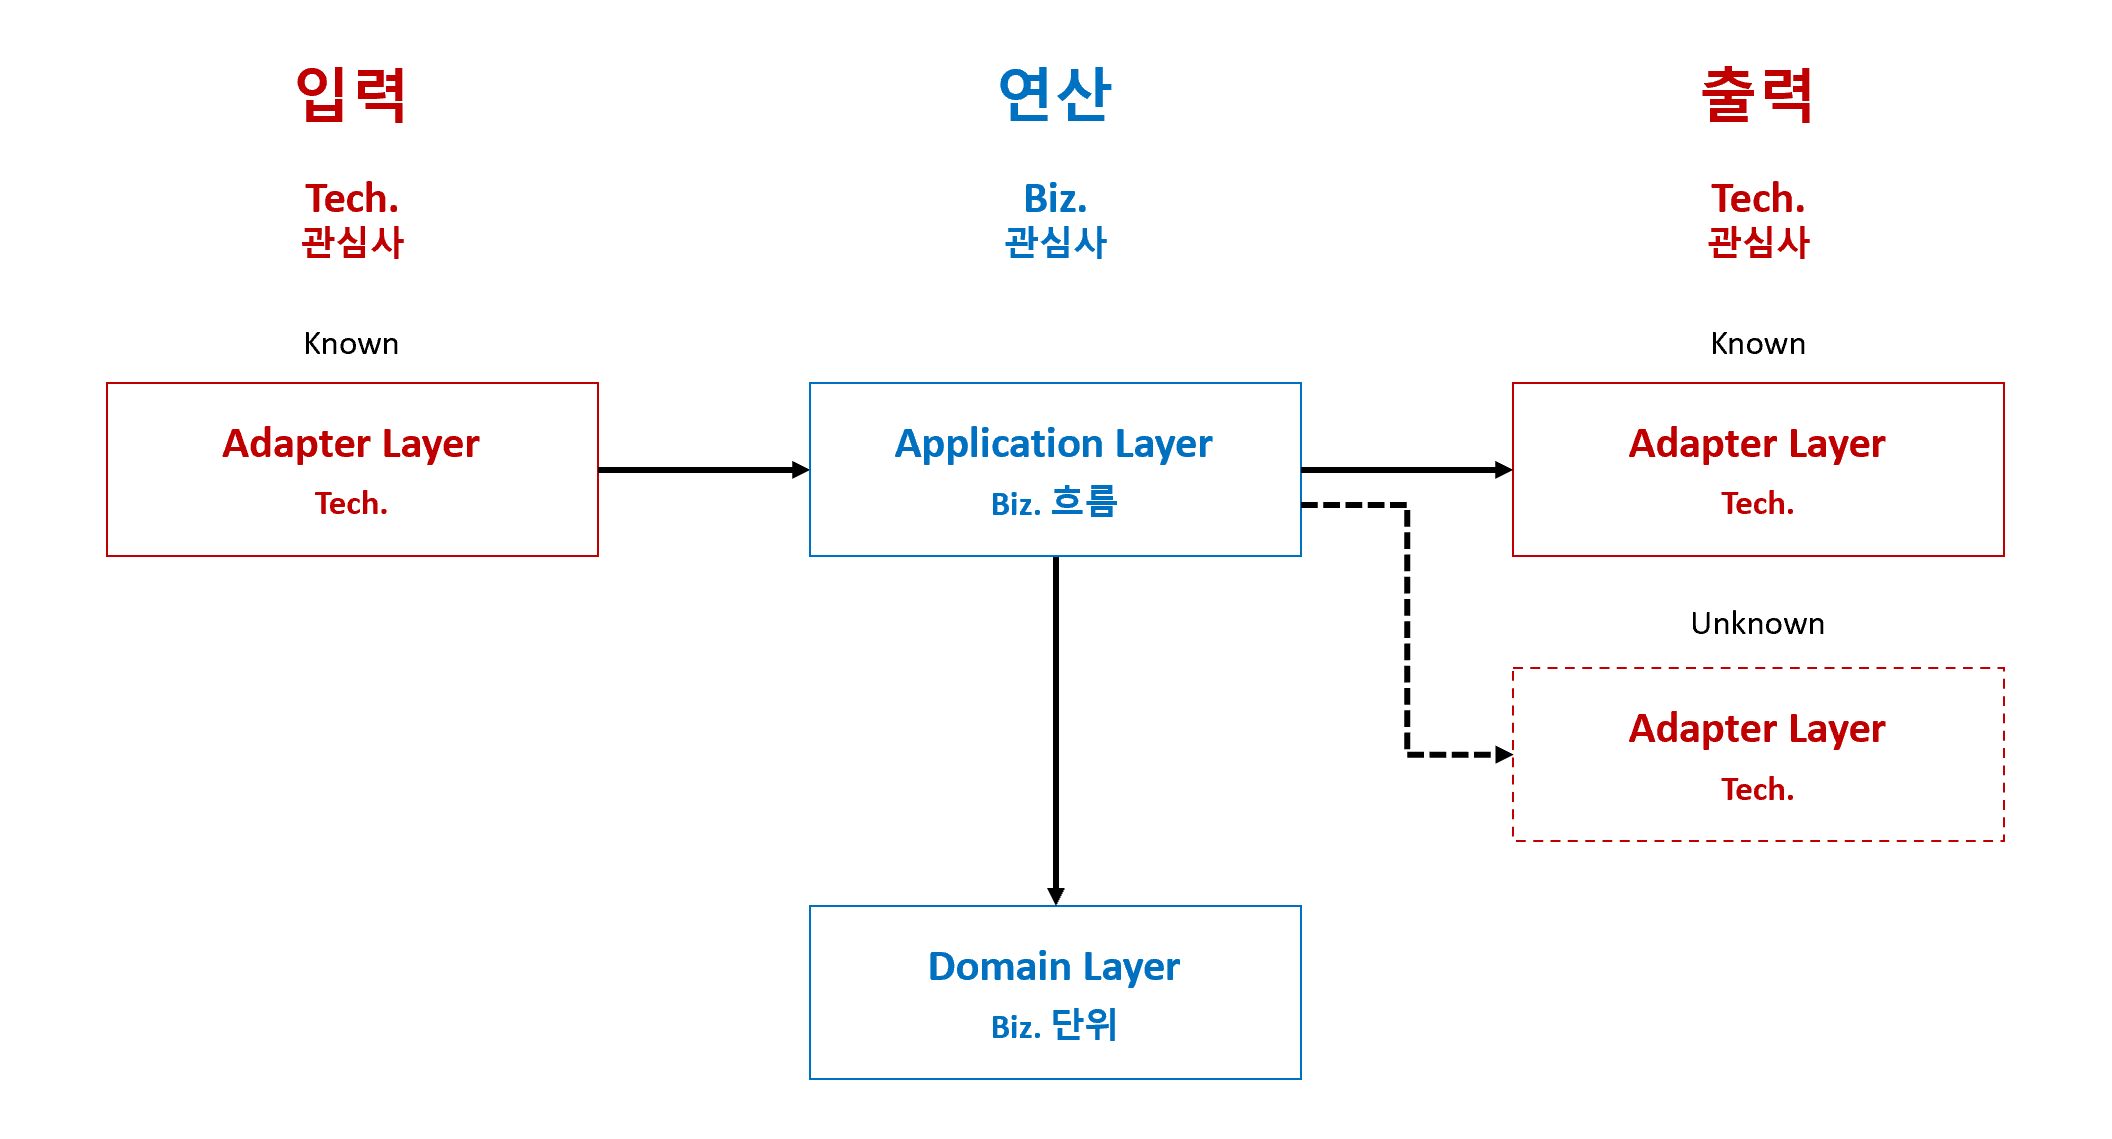 입력
연산
출력
Tech.
관심사
Biz.
관심사
Tech.
관심사
Known
Known
Adapter Layer
Tech.
Application Layer
Biz. 흐름
Adapter Layer
Tech.
Unknown
Adapter Layer
Tech.
Domain Layer
Biz. 단위